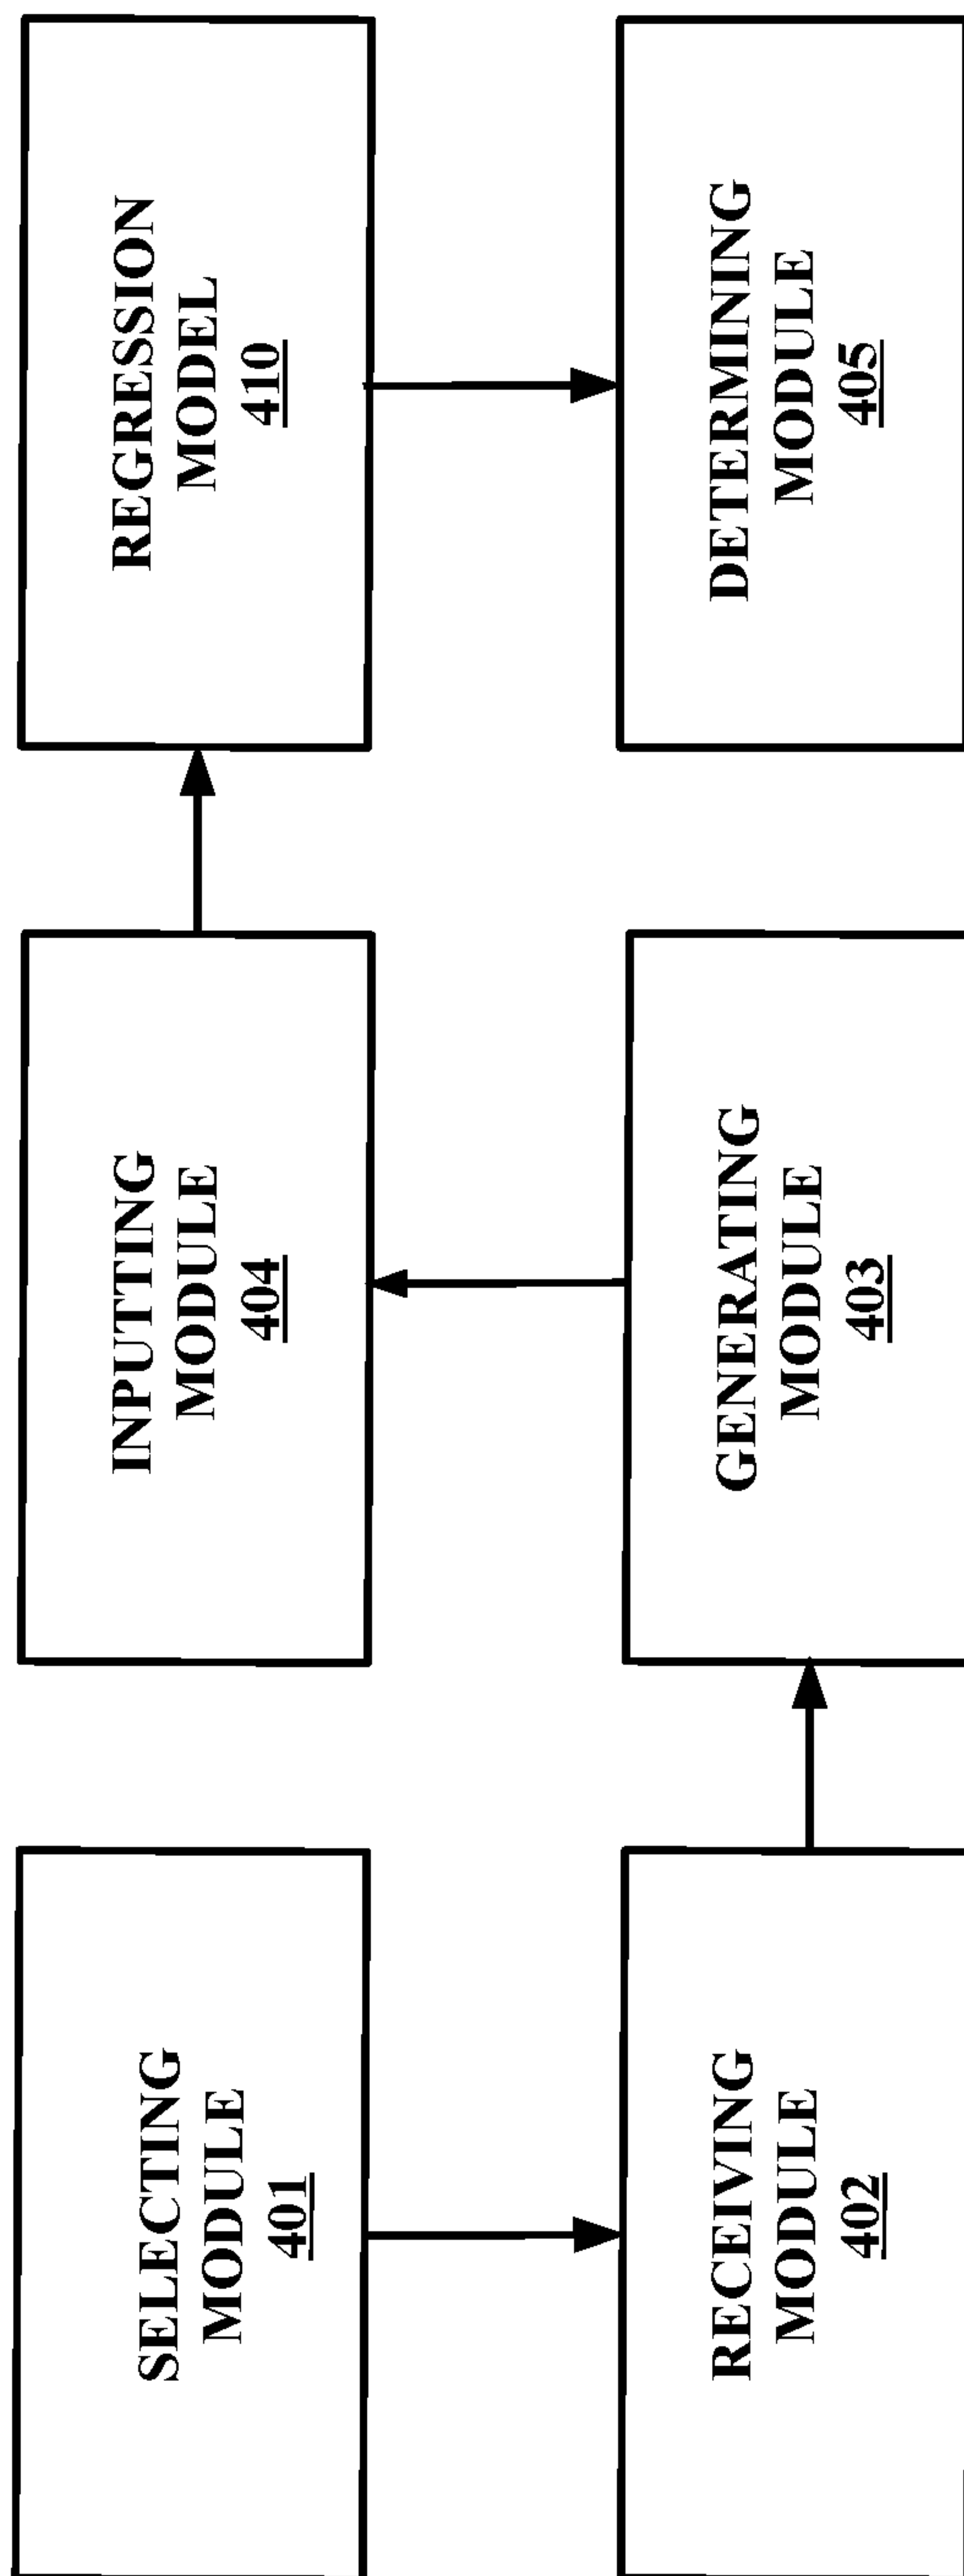 SELECTING
MODULE
401
INPUTTING
MODULE
404
REGRESSION
MODEL
410
RECEIVING
MODULE
402
GENERATING
MODULE
403
DETERMINING
MODULE
405